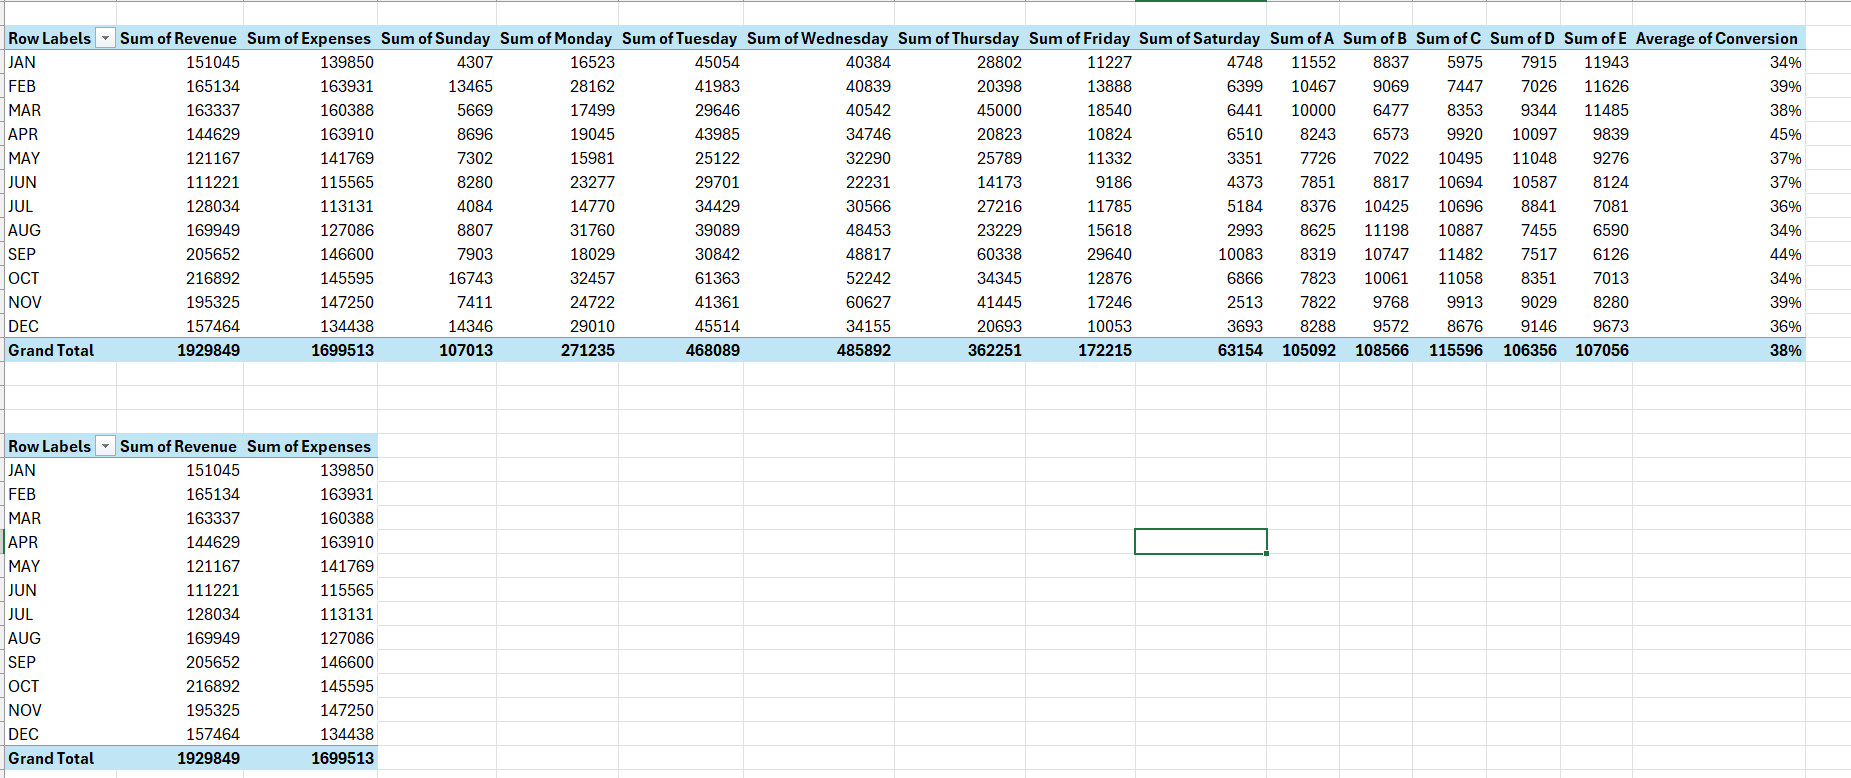 Row Labels Sum of Revenue Sum of Expenses Sum of Sunday Sum of Monday Sum of Tuesday Sum of Wednesday Sum of Thursday Sum of Friday Sum of Saturday Sum of A Sum of B Sum of C Sum of D Sum of E Average of Conversion
JAN 151045 139850 4307 16523 45054 40384 28802 11227 4748 11552 8837 5975 7915 11943 34%
FEB 165134 163931 13465 28162 41983 40839 20398 13888 6399 10467 9069 7447 7026 11626 39%
MAR 163337 160388 5669 17499 29646 40542 45000 18540 6441 10000 6477 8353 9344 11485 38%
APR 144629 163910 8696 19045 43985 34746 20823 10824 6510 8243 6573 9920 10097 9839 45%
MAY 121167 141769 7302 15981 25122 32290 25789 11332 3351 7726 7022 10495 11048 9276 37%
JUN 111221 115565 8280 23277 29701 22231 14173 9186 4373 7851 8817 10694 10587 8124 37%
JUL 128034 113131 4084 14770 34429 30566 27216 11785 5184 8376 10425 10696 8841 7081 36%
AUG 169949 127086 8807 31760 39089 48453 23229 15618 2993 8625 11198 10887 7455 6590 34%
SEP 205652 146600 7903 18029 30842 48817 60338 29640 10083 8319 10747 11482 7517 6126 44%
OCT 216892 145595 16743 32457 61363 52242 34345 12876 6866 7823 10061 11058 8351 7013 34%
NOV 195325 147250 7411 24722 41361 60627 41445 17246 2513 7822 9768 9913 9029 8280 39%
DEC 157464 134438 14346 29010 45514 34155 20693 10053 3693 8288 9572 8676 9146 9673 36%
Grand Total 1929849 1699513 107013 271235 468089 485892 362251 172215 63154 105092 108566 115596 106356 107056 38%
Row Labels Sum of Revenue Sum of Expenses
JAN 151045 139850
FEB 165134 163931
MAR 163337 160388
APR 144629 163910
MAY 121167 141769
JUN 111221 115565
JUL 128034 113131
AUG 169949 127086
SEP 205652 146600
OCT 216892 145595
NOV 195325 147250
DEC 157464 134438
Grand Total 1929849 1699513